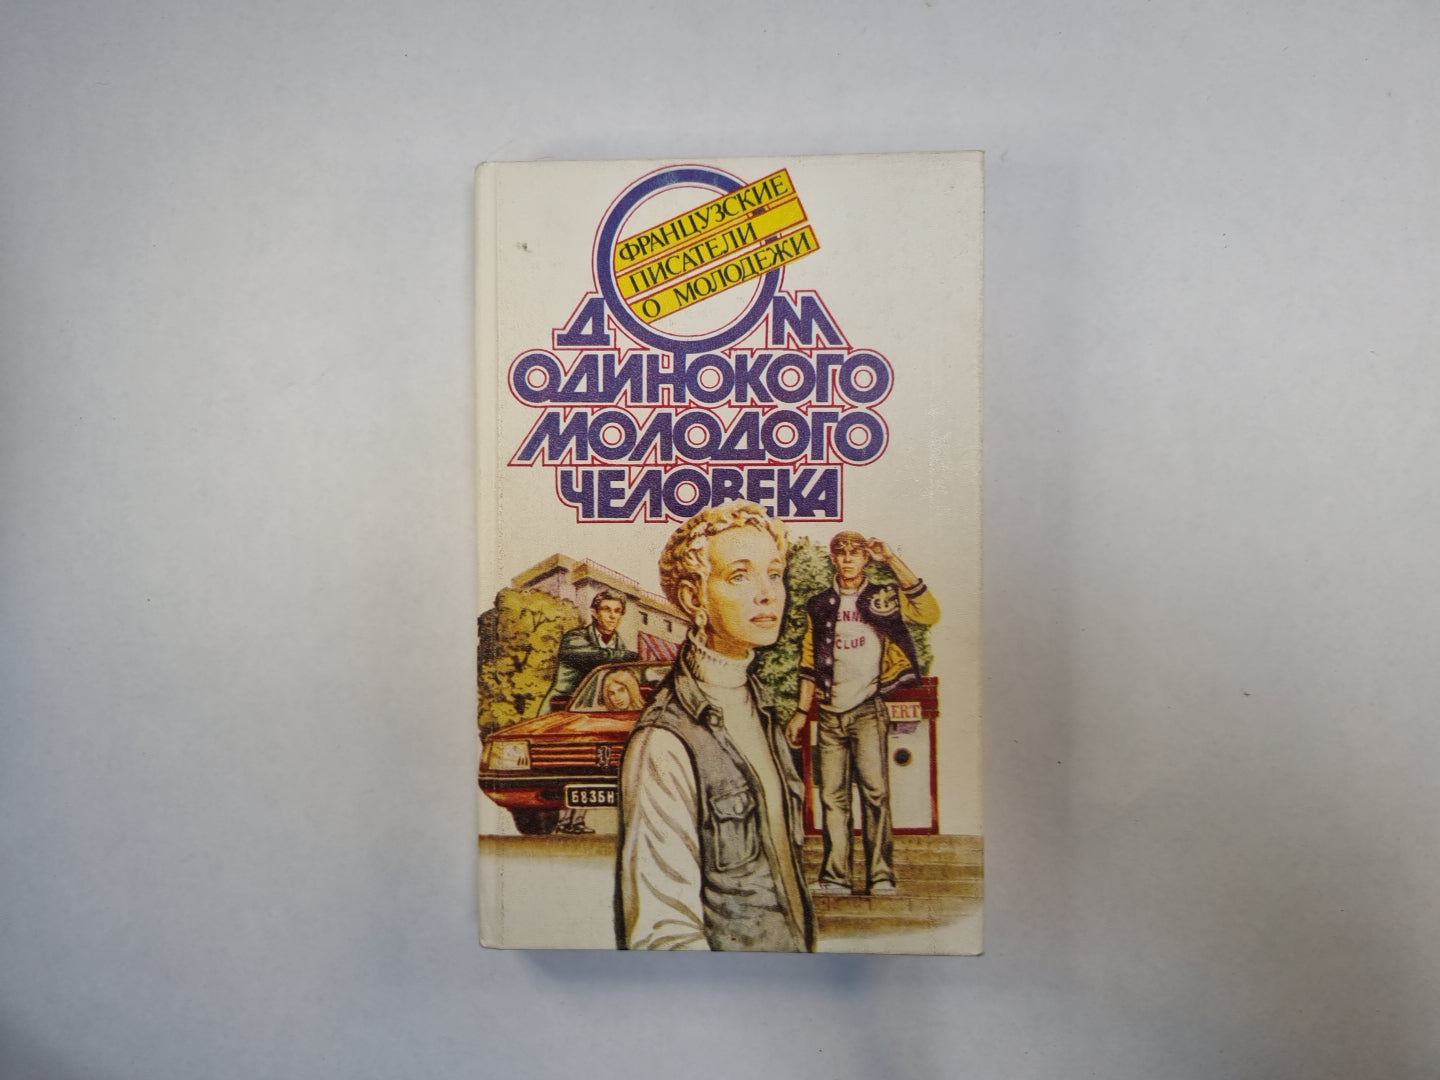 ФРАНЦУЗСКИЕ
ПИСАТЕЛИ
О МОЛОДЕЖИ
ДОМ
ОДИНОКОГО
МОЛОДОГО
ЧЕЛОВЕКА
CLUB